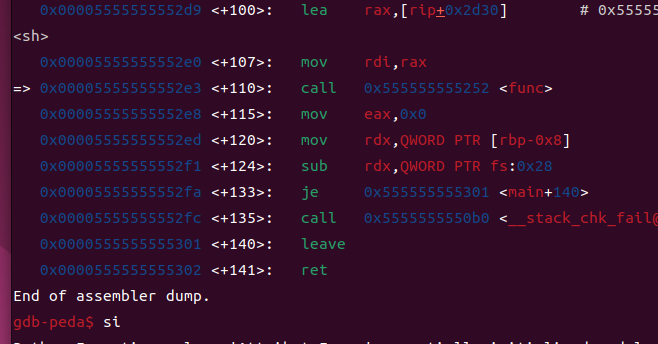 0x00005555555552d9 <+100>: lea rax,[rip+0x2d30] # 0x55555
<sh>
0x00005555555552e0 <+107>: mov rdi,rax
=> 0x00005555555552e3 <+110>: call 0x555555555252 <func>
0x00005555555552e8 <+115>: mov eax,0x0
0x00005555555552ed <+120>: mov rdx,QWORD PTR [rbp-0x8]
0x00005555555552f1 <+124>: sub rdx,QWORD PTR fs:0x28
0x00005555555552fa <+133>: je 0x555555555301 <main+140>
0x00005555555552fc <+135>: call 0x5555555550b0 <__stack_chk_fail@
0x0000555555555301 <+140>: leave
0x0000555555555302 <+141>: ret
End of assembler dump.
gdb-peda$ si